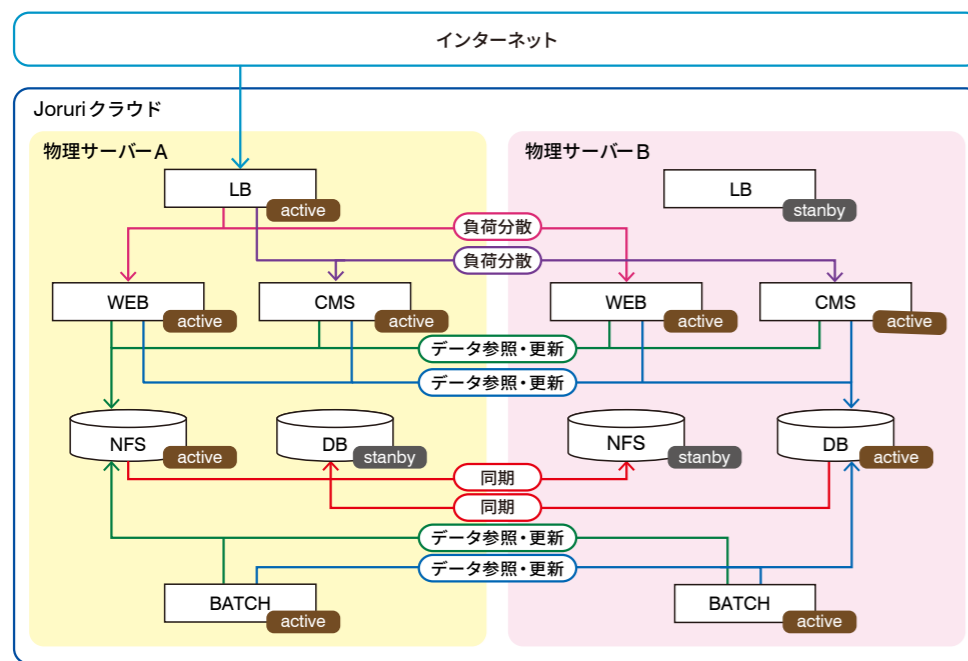 インターネット
Joruriクラウド
物理サーバーA
物理サーバーB
LB
active
LB
stanby
負荷分散
負荷分散
WEB
active
CMS
active
WEB
active
CMS
active
データ参照・更新
データ参照・更新
NFS
active
DB
stanby
NFS
stanby
DB
active
同期
同期
データ参照・更新
データ参照・更新
BATCH
active
BATCH
active